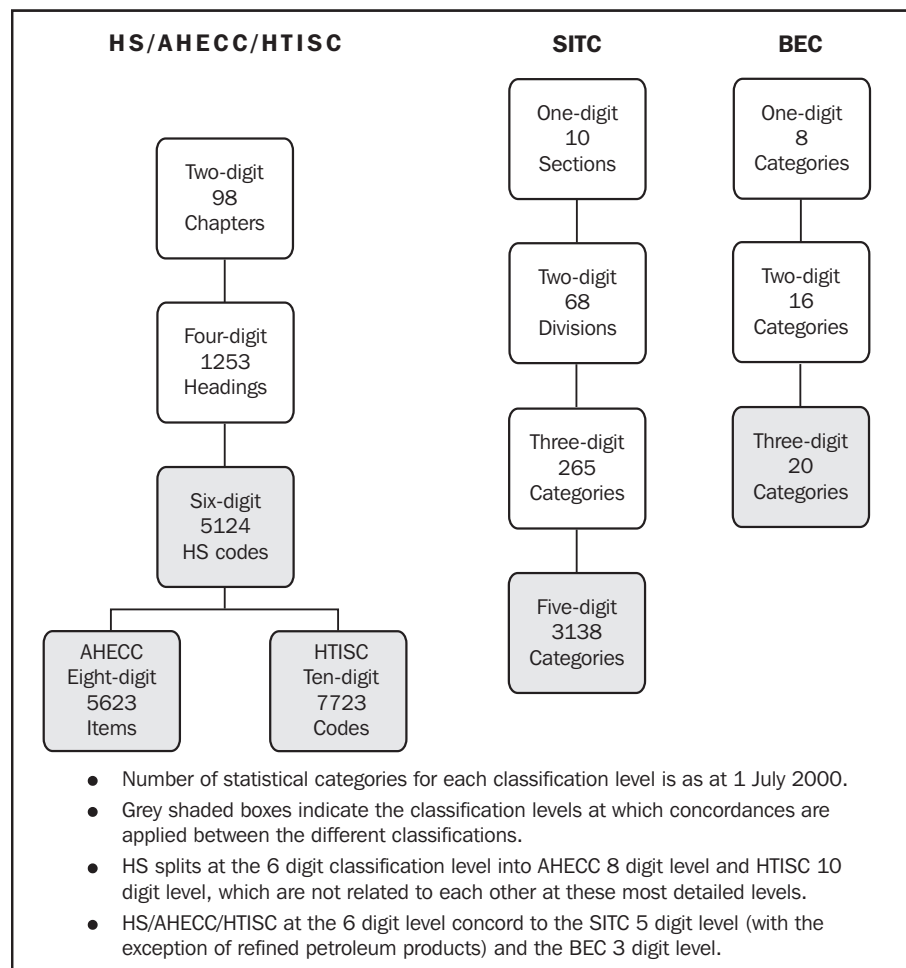 HS/AHECC/HTISC
Two-digit
98
Chapters
Four-digit
1253
Headings
Six-digit
5124
HS codes
AHECC
Eight-digit
5623
Items
HTISC
Ten-digit
7723
Codes
SITC
One-digit
10
Sections
Two-digit
68
Divisions
Three-digit
265
Categories
Five-digit
3138
Categories
BEC
One-digit
8
Categories
Two-digit
16
Categories
Three-digit
20
Categories
● Number of statistical categories for each classification level is as at 1 July 2000.
● Grey shaded boxes indicate the classification levels at which concordances are
applied between the different classifications.
● HS splits at the 6 digit classification level into AHECC 8 digit level and HTISC 10
digit level, which are not related to each other at these most detailed levels.
● HS/AHECC/HTISC at the 6 digit level concord to the SITC 5 digit level (with the
exception of refined petroleum products) and the BEC 3 digit level.